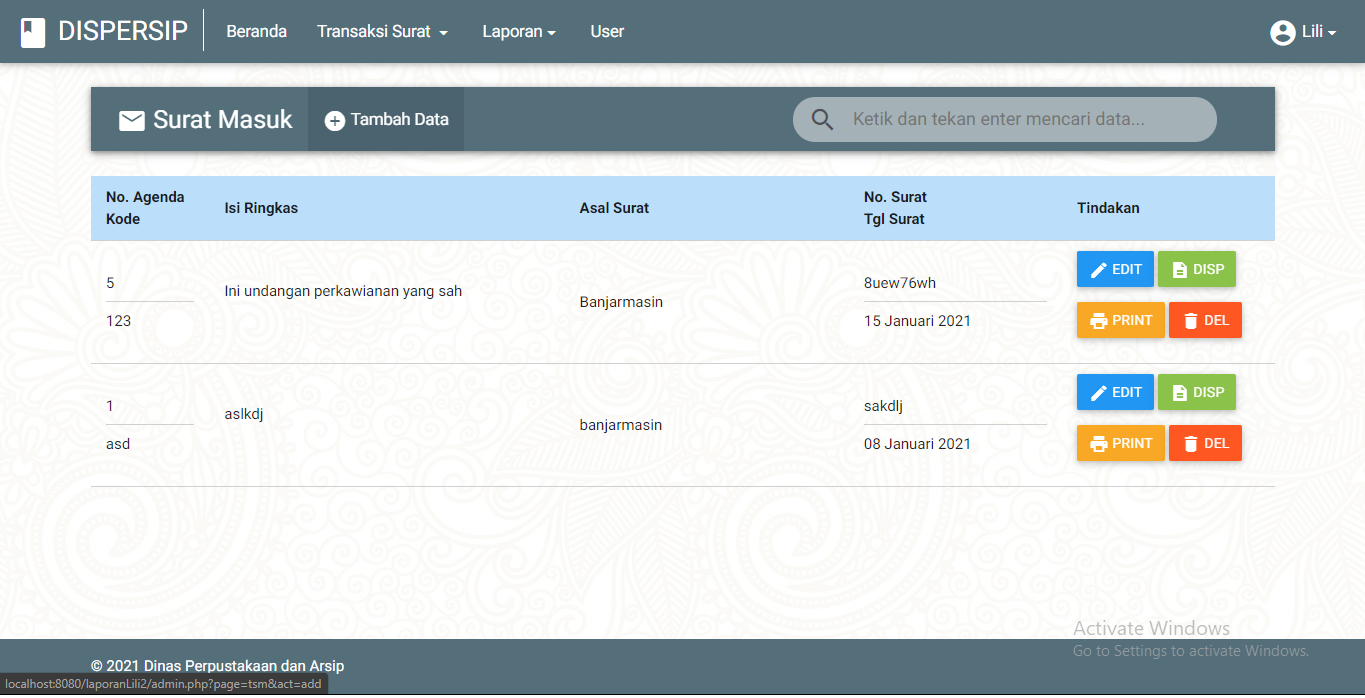 DISPERSIP Beranda Transaksi Surat Laporan User Lili
Surat Masuk Tambah Data Ketik dan tekan enter mencari data...
No. Agenda
Kode
Isi Ringkas
Asal Surat
No. Surat
Tgl Surat
Tindakan
5
123
Ini undangan perkawianan yang sah
Banjarmasin
8uew76wh
15 Januari 2021
EDIT DISP
PRINT DEL
1
asd
aslkdj
banjarmasin
sakdlj
08 Januari 2021
EDIT DISP
PRINT DEL
Activate Windows
Go to Settings to activate Windows.
© 2021 Dinas Perpustakaan dan Arsip
localhost:8080/laporanLili2/admin.php?page=tsm&act=add